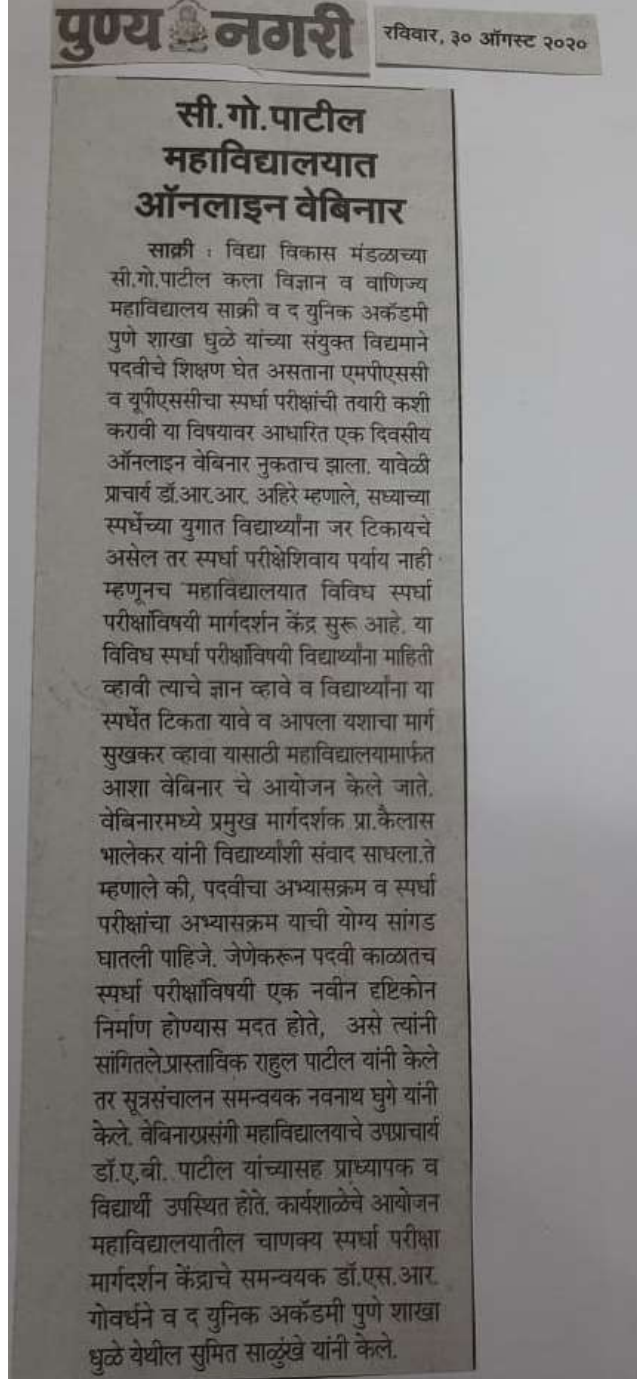 पुण्य नगरी
रविवार, ३० ऑगस्ट २०२०
सी.गो.पाटील
महाविद्यालयात
ऑनलाइन वेबिनार
साक्री : विद्या विकास मंडळाच्या
सी.गो.पाटील कला विज्ञान व वाणिज्य
महाविद्यालय साक्री व द युनिक अकॅडमी
पुणे शाखा धुळे यांच्या संयुक्त विद्यमाने
पदवीचे शिक्षण घेत असताना एमपीएससी
व यूपीएससीचा स्पर्धा परीक्षांची तयारी कशी
करावी या विषयावर आधारित एक दिवसीय
ऑनलाइन वेबिनार नुकताच झाला. यावेळी
प्राचार्य डॉ.आर.आर. अहिरे म्हणाले, सध्याच्या
स्पर्धेच्या युगात विद्यार्थ्यांना जर टिकायचे
असेल तर स्पर्धा परीक्षेशिवाय पर्याय नाही
म्हणूनच महाविद्यालयात विविध स्पर्धा
परीक्षांविषयी मार्गदर्शन केंद्र सुरू आहे. या
विविध स्पर्धा परीक्षांविषयी विद्यार्थ्यांना माहिती
व्हावी त्याचे ज्ञान व्हावे व विद्यार्थ्यांना या
स्पर्धेत टिकता यावे व आपला यशाचा मार्ग
सुखकर व्हावा यासाठी महाविद्यालयामार्फत
आशा वेबिनार चे आयोजन केले जाते.
वेबिनारमध्ये प्रमुख मार्गदर्शक प्रा.कैलास
भालेकर यांनी विद्यार्थ्यांशी संवाद साधला.ते
म्हणाले की, पदवीचा अभ्यासक्रम व स्पर्धा
परीक्षांचा अभ्यासक्रम याची योग्य सांगड
घातली पाहिजे. जेणेकरून पदवी काळातच
स्पर्धा परीक्षांविषयी एक नवीन दृष्टिकोन
निर्माण होण्यास मदत होते, असे त्यांनी
सांगितले.प्रास्ताविक राहुल पाटील यांनी केले
तर सूत्रसंचालन समन्वयक नवनाथ घुगे यांनी
केले. वेबिनारप्रसंगी महाविद्यालयाचे उपप्राचार्य
डॉ.ए.बी. पाटील यांच्यासह प्राध्यापक व
विद्यार्थी उपस्थित होते. कार्यशाळेचे आयोजन
महाविद्यालयातील चाणक्य स्पर्धा परीक्षा
मार्गदर्शन केंद्राचे समन्वयक डॉ.एस.आर.
गोवर्धने व द युनिक अकॅडमी पुणे शाखा
धुळे येथील सुमित साळुंखे यांनी केले.